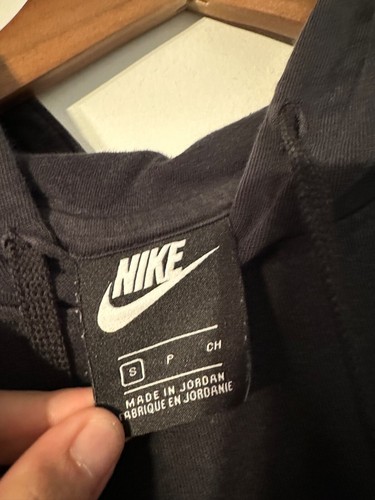 NIKE
S P CH
MADE IN JORDAN
FABRIQUE EN JORDANIE